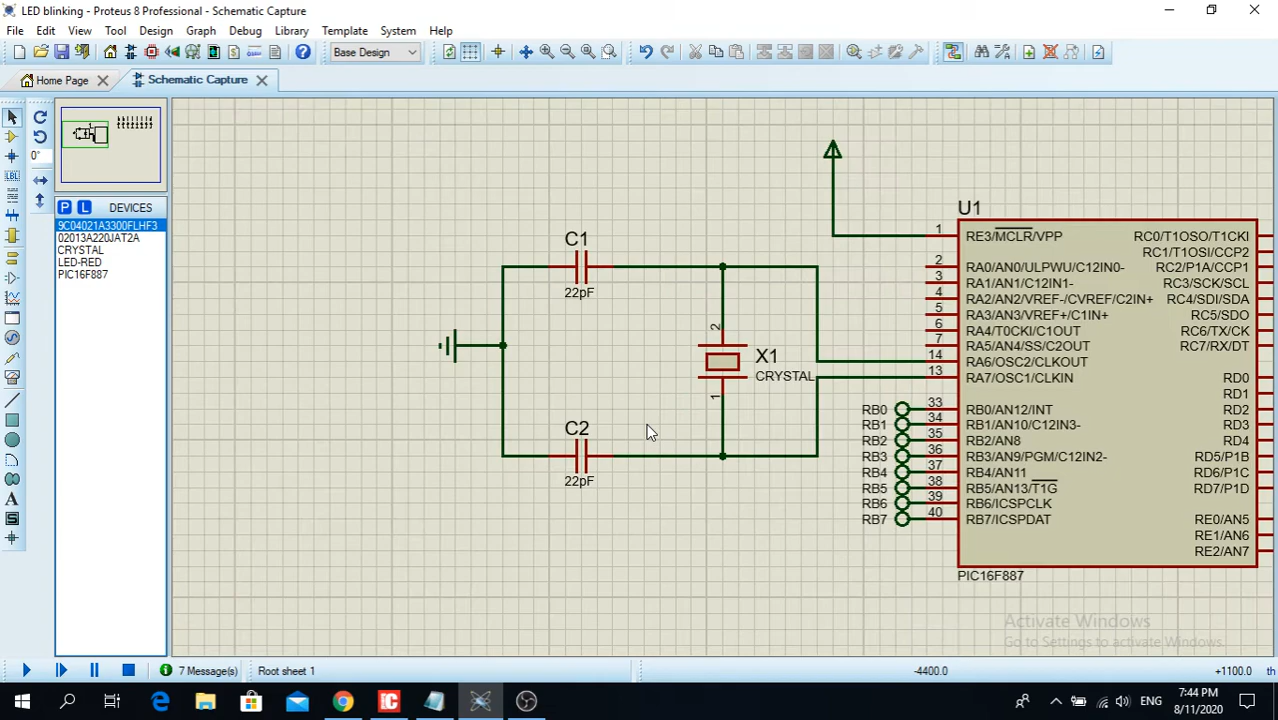 LED blinking - Proteus 8 Professional - Schematic Capture
File Edit View Tool Design Graph Debug Library Template System Help
Base Design
Home Page Schematic Capture
0°
LBL
P L DEVICES
9C04021A3300FLHF3
02013A220JAT2A
CRYSTAL
LED-RED
PIC16F887
A
S
C1
22pF
C2
22pF
2
X1
CRYSTAL
1
U1
1 RE3/MCLR/VPP
2 RA0/AN0/ULPWU/C12IN0-
3 RA1/AN1/C12IN1-
4 RA2/AN2/VREF-/CVREF/C2IN+
5 RA3/AN3/VREF+/C1IN+
6 RA4/T0CKI/C1OUT
7 RA5/AN4/SS/C2OUT
14 RA6/OSC2/CLKOUT
13 RA7/OSC1/CLKIN
RB0 33 RB0/AN12/INT
RB1 34 RB1/AN10/C12IN3-
RB2 35 RB2/AN8
RB3 36 RB3/AN9/PGM/C12IN2-
RB4 37 RB4/AN11
RB5 38 RB5/AN13/T1G
RB6 39 RB6/ICSPCLK
RB7 40 RB7/ICSPDAT
RC0/T1OSO/T1CKI
RC1/T1OSI/CCP2
RC2/P1A/CCP1
RC3/SCK/SCL
RC4/SDI/SDA
RC5/SDO
RC6/TX/CK
RC7/RX/DT
RD0
RD1
RD2
RD3
RD4
RD5/P1B
RD6/P1C
RD7/P1D
RE0/AN5
RE1/AN6
RE2/AN7
PIC16F887
Activate Windows
Go to Settings to activate Windows.
7 Message(s) Root sheet 1 -4400.0 +1100.0 th
ENG
7:44 PM
8/11/2020